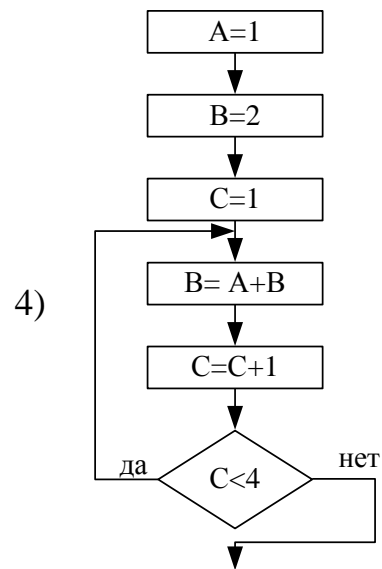 A=1
B=2
C=1
B= A+B
4)
C=C+1
да
C<4
нет